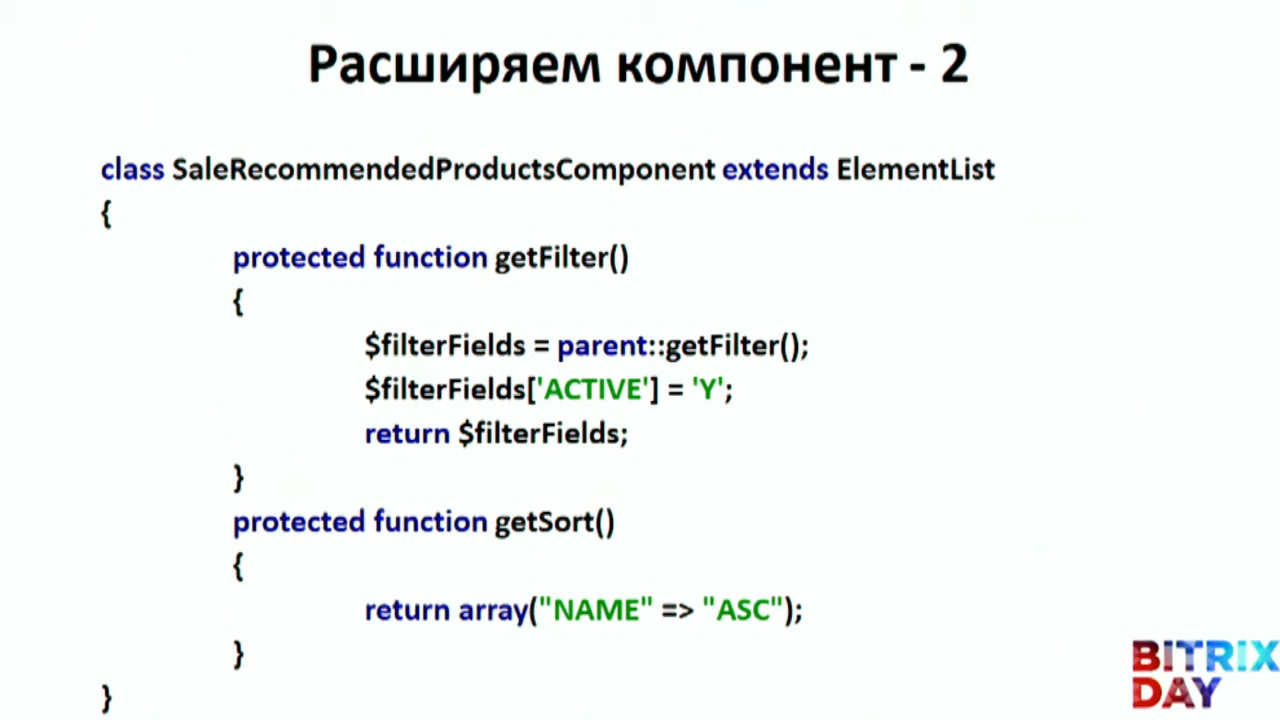 Расширяем компонент - 2
class SaleRecommendedProductsComponent extends ElementList
{
protected function getFilter()
{
$filterFields = parent::getFilter();
$filterFields['ACTIVE'] = 'Y';
return $filterFields;
}
protected function getSort()
{
return array("NAME" => "ASC");
}
}
BITRIX
DAY